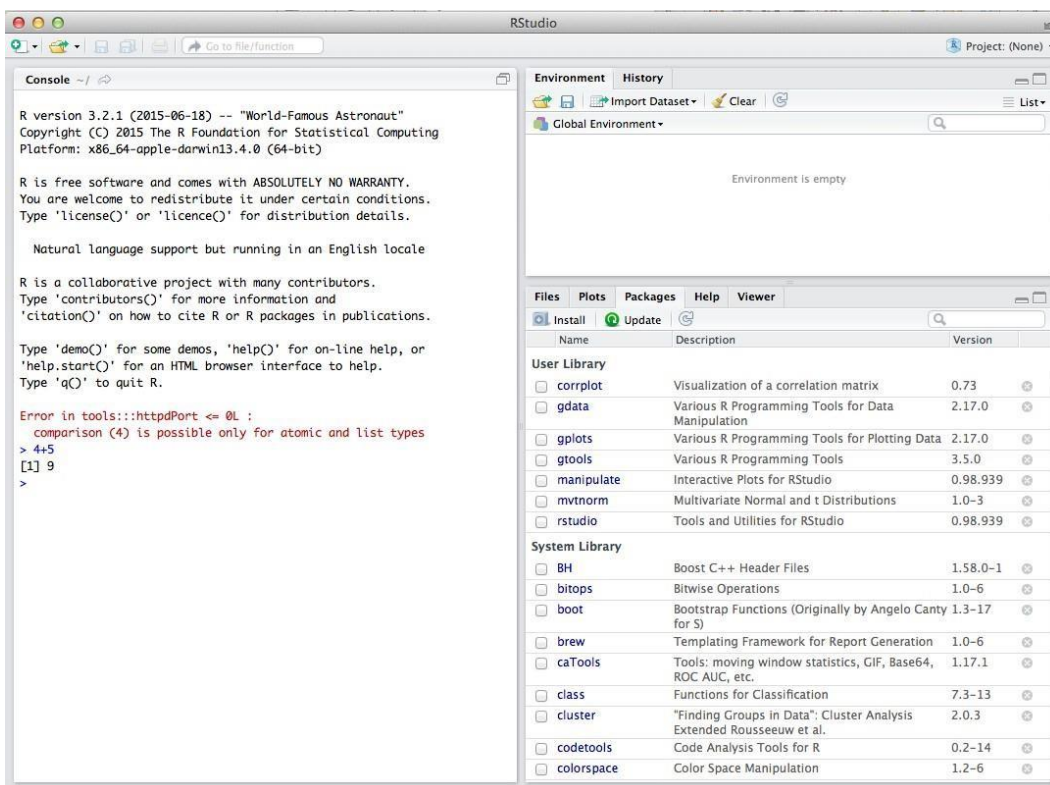 RStudio
Go to file/function
Project: (None)
Console ~/
R version 3.2.1 (2015-06-18) -- "World-Famous Astronaut"
Copyright (C) 2015 The R Foundation for Statistical Computing
Platform: x86_64-apple-darwin13.4.0 (64-bit)
R is free software and comes with ABSOLUTELY NO WARRANTY.
You are welcome to redistribute it under certain conditions.
Type 'license()' or 'licence()' for distribution details.
Natural language support but running in an English locale
R is a collaborative project with many contributors.
Type 'contributors()' for more information and
'citation()' on how to cite R or R packages in publications.
Type 'demo()' for some demos, 'help()' for on-line help, or
'help.start()' for an HTML browser interface to help.
Type 'q()' to quit R.
Error in tools:::httpdPort <= 0L :
comparison (4) is possible only for atomic and list types
> 4+5
[1] 9
>
Environment History
Import Dataset Clear List
Global Environment
Environment is empty
Files Plots Packages Help Viewer
Install Update
Name Description Version
User Library
corrplot Visualization of a correlation matrix 0.73
gdata Various R Programming Tools for Data 2.17.0
Manipulation
gplots Various R Programming Tools for Plotting Data 2.17.0
gtools Various R Programming Tools 3.5.0
manipulate Interactive Plots for RStudio 0.98.939
mvtnorm Multivariate Normal and t Distributions 1.0-3
rstudio Tools and Utilities for RStudio 0.98.939
System Library
BH Boost C++ Header Files 1.58.0-1
bitops Bitwise Operations 1.0-6
boot Bootstrap Functions (Originally by Angelo Canty 1.3-17
for S)
brew Templating Framework for Report Generation 1.0-6
caTools Tools: moving window statistics, GIF, Base64, 1.17.1
ROC AUC, etc.
class Functions for Classification 7.3-13
cluster "Finding Groups in Data": Cluster Analysis 2.0.3
Extended Rousseeuw et al.
codetools Code Analysis Tools for R 0.2-14
colorspace Color Space Manipulation 1.2-6